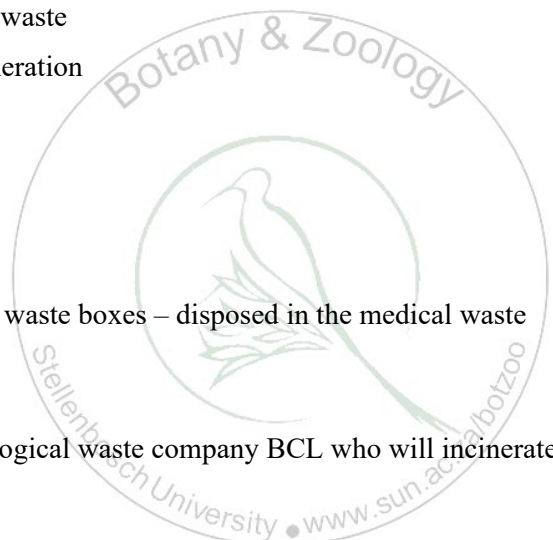 waste
eration
Botany & Zoology
waste boxes – disposed in the medical waste
ogical waste company BCL who will incinerate
Stellenbosch University • www.sun.ac.za/botzoo